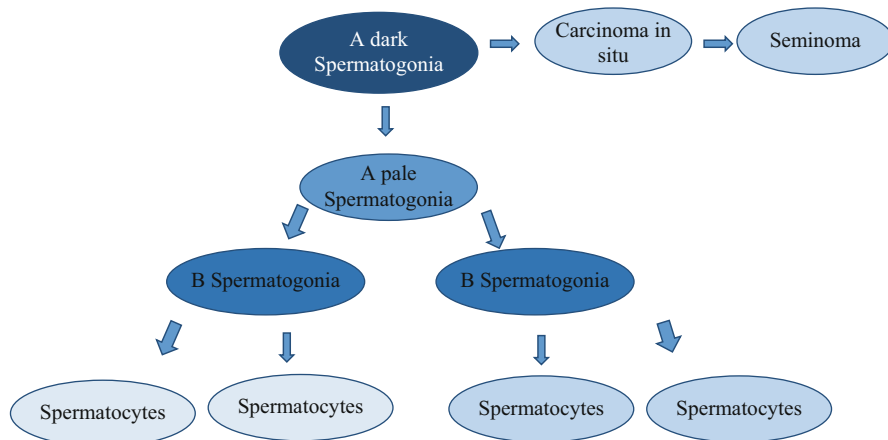 A dark
Spermatogonia
Carcinoma in
situ
Seminoma
A pale
Spermatogonia
B Spermatogonia
B Spermatogonia
Spermatocytes
Spermatocytes
Spermatocytes
Spermatocytes